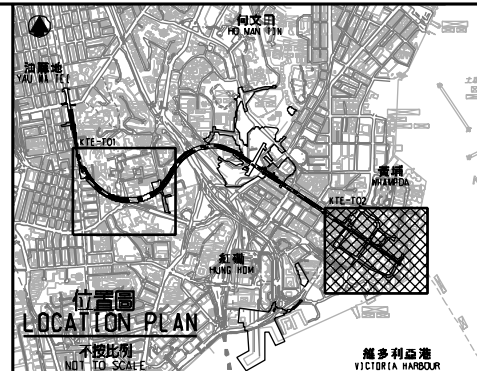 何文田
HO MAN TIN
油麻地
YAU MA TEI
KTE-T01
黃埔
WHAMPOA
KTE-T02
紅磡
HUNG HOM
位置圖
LOCATION PLAN
不按比例
NOT TO SCALE
維多利亞港
VICTORIA HARBOUR